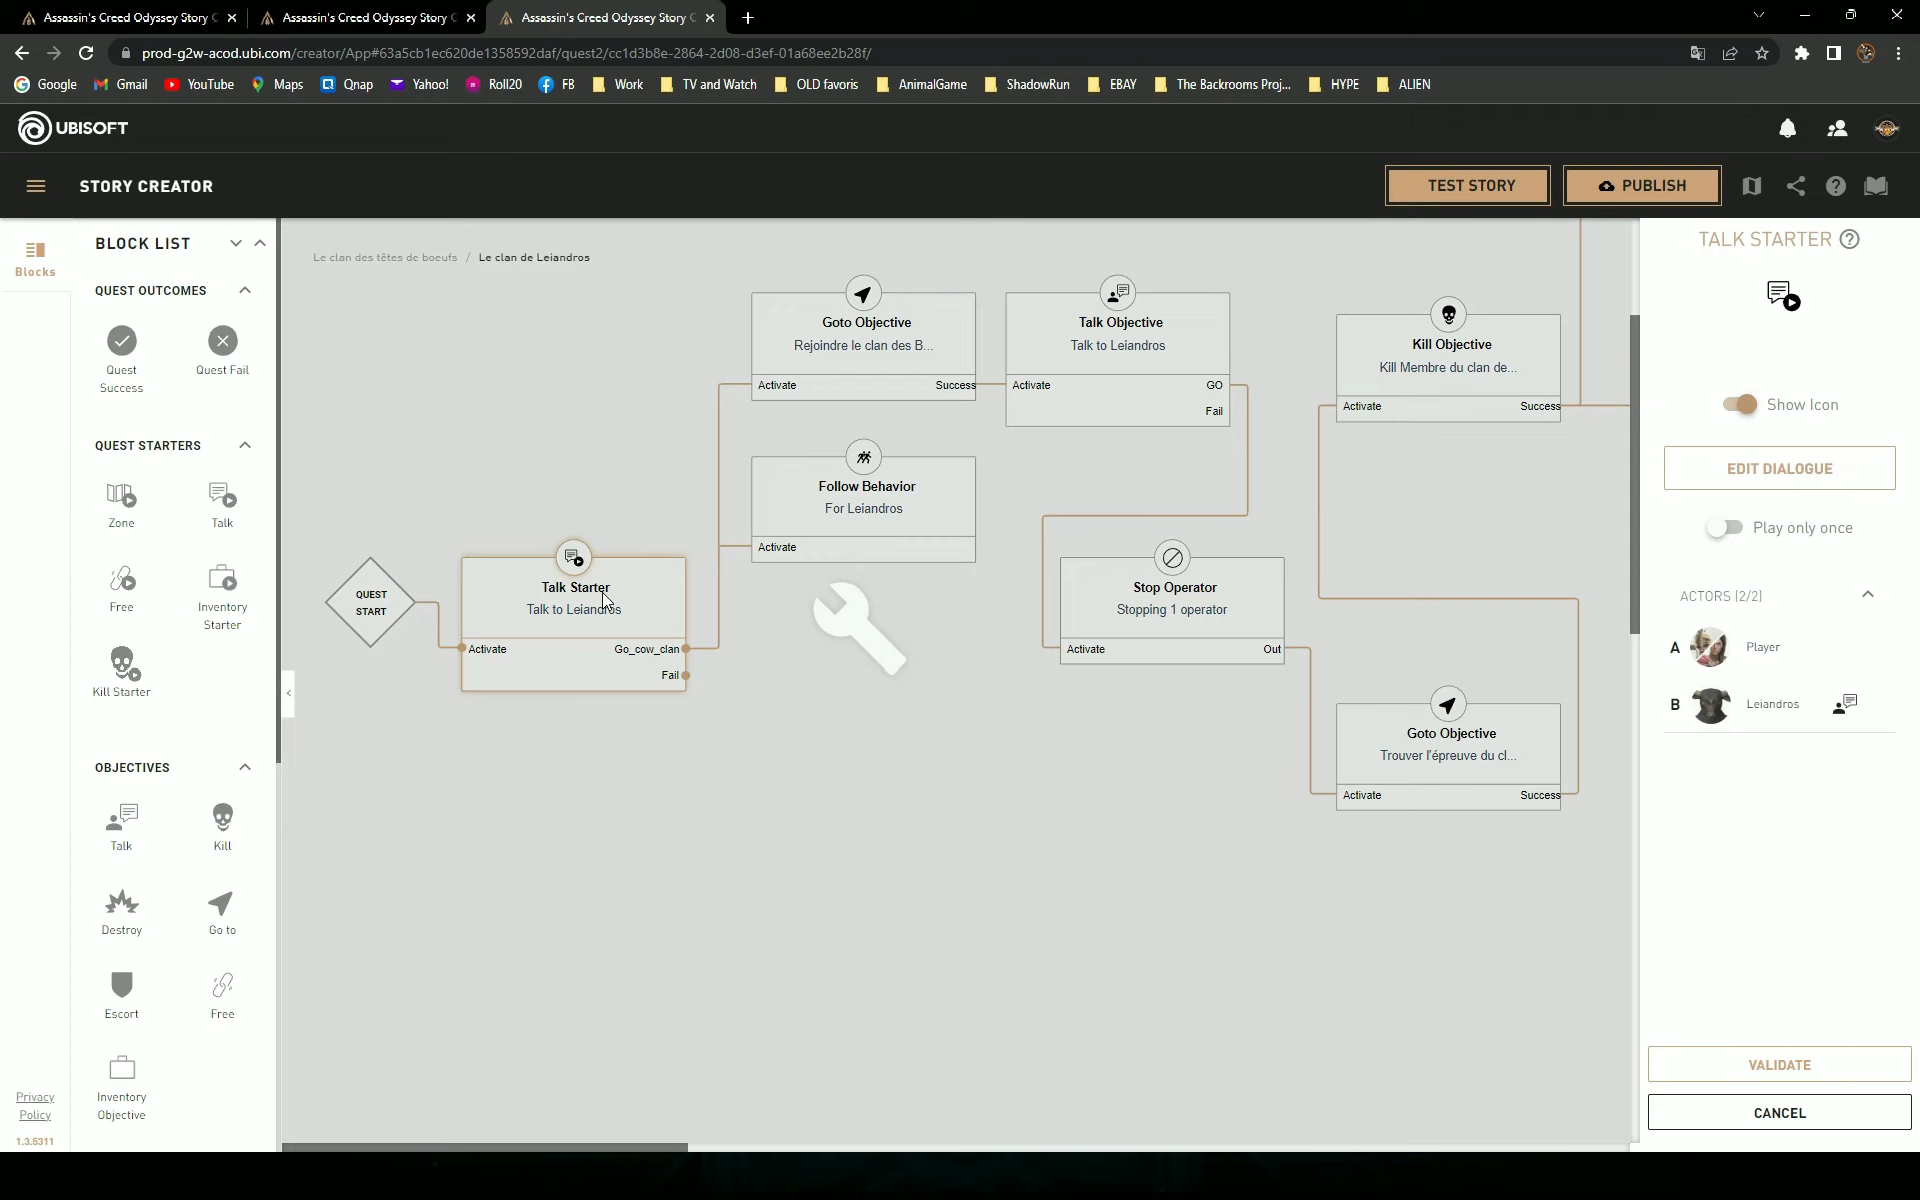 Assassin's Creed Odyssey Story C
Assassin's Creed Odyssey Story C
Assassin's Creed Odyssey Story C
prod-g2w-acod.ubi.com/creator/App#63a5cb1ec620de1358592daf/quest2/cc1d3b8e-2864-2d08-d3ef-01a68ee2b28f/
Google Gmail YouTube Maps Qnap Yahoo! Roll20 FB Work TV and Watch OLD favoris AnimalGame ShadowRun EBAY The Backrooms Proj... HYPE ALIEN
UBISOFT
STORY CREATOR
TEST STORY
PUBLISH
Blocks
BLOCK LIST
QUEST OUTCOMES
Quest Success
Quest Fail
QUEST STARTERS
Zone
Talk
Free
Inventory Starter
Kill Starter
OBJECTIVES
Talk
Kill
Destroy
Go to
Escort
Free
Inventory Objective
Privacy Policy
1.3.5311
Le clan des têtes de boeufs / Le clan de Leiandros
QUEST START
Talk Starter
Talk to Leiandros
Activate
Go_cow_clan
Fail
Goto Objective
Rejoindre le clan des B...
Activate
Success
Follow Behavior
For Leiandros
Activate
Talk Objective
Talk to Leiandros
Activate
GO
Fail
Stop Operator
Stopping 1 operator
Activate
Out
Kill Objective
Kill Membre du clan de...
Activate
Success
Goto Objective
Trouver l'épreuve du cl...
Activate
Success
TALK STARTER ?
Show Icon
EDIT DIALOGUE
Play only once
ACTORS (2/2)
A Player
B Leiandros
VALIDATE
CANCEL